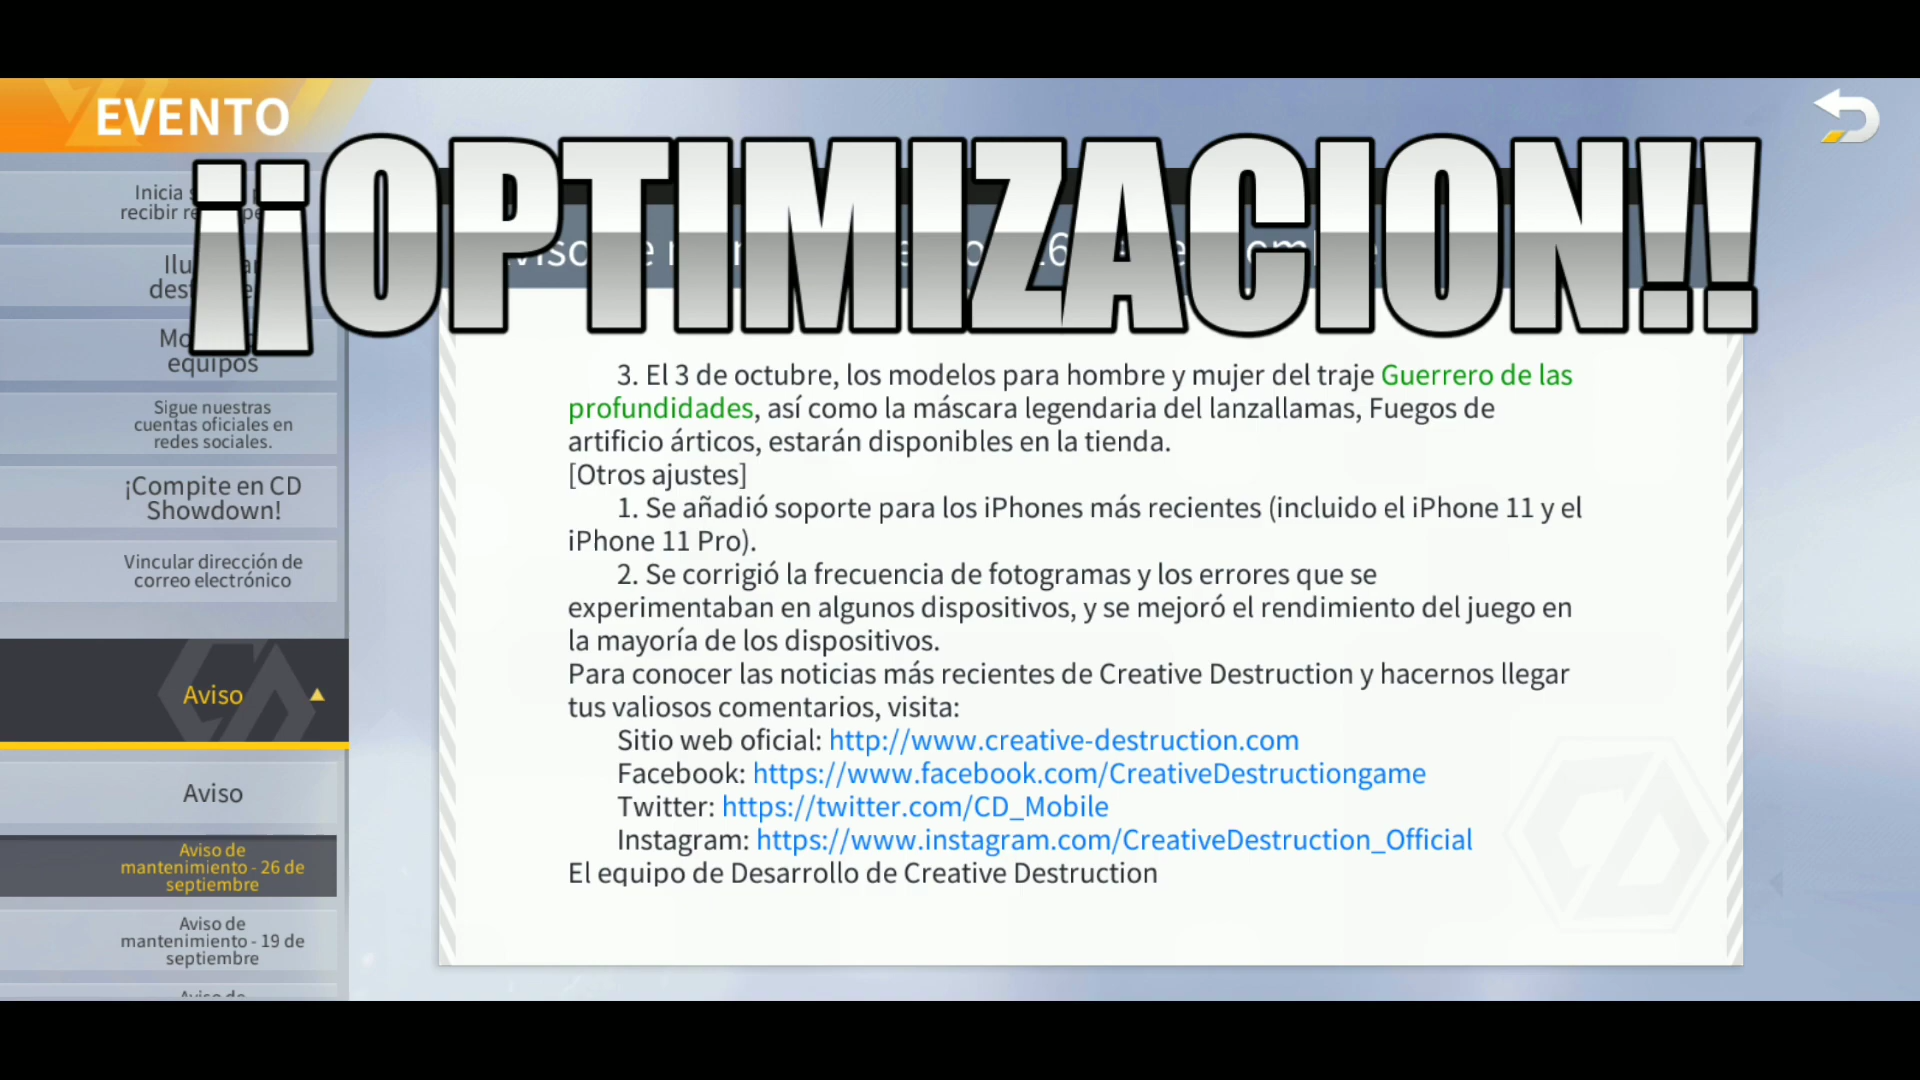 EVENTO
¡¡OPTIMIZACION!!
Inicia
recibir
equipos
Sigue nuestras
cuentas oficiales en
redes sociales.
¡Compite en CD
Showdown!
Vincular dirección de
correo electrónico
Aviso
Aviso
Aviso de
mantenimiento - 26 de
septiembre
Aviso de
mantenimiento - 19 de
septiembre
3. El 3 de octubre, los modelos para hombre y mujer del traje Guerrero de las
profundidades, así como la máscara legendaria del lanzallamas, Fuegos de
artificio árticos, estarán disponibles en la tienda.
[Otros ajustes]
1. Se añadió soporte para los iPhones más recientes (incluido el iPhone 11 y el
iPhone 11 Pro).
2. Se corrigió la frecuencia de fotogramas y los errores que se
experimentaban en algunos dispositivos, y se mejoró el rendimiento del juego en
la mayoría de los dispositivos.
Para conocer las noticias más recientes de Creative Destruction y hacernos llegar
tus valiosos comentarios, visita:
Sitio web oficial: http://www.creative-destruction.com
Facebook: https://www.facebook.com/CreativeDestructiongame
Twitter: https://twitter.com/CD_Mobile
Instagram: https://www.instagram.com/CreativeDestruction_Official
El equipo de Desarrollo de Creative Destruction